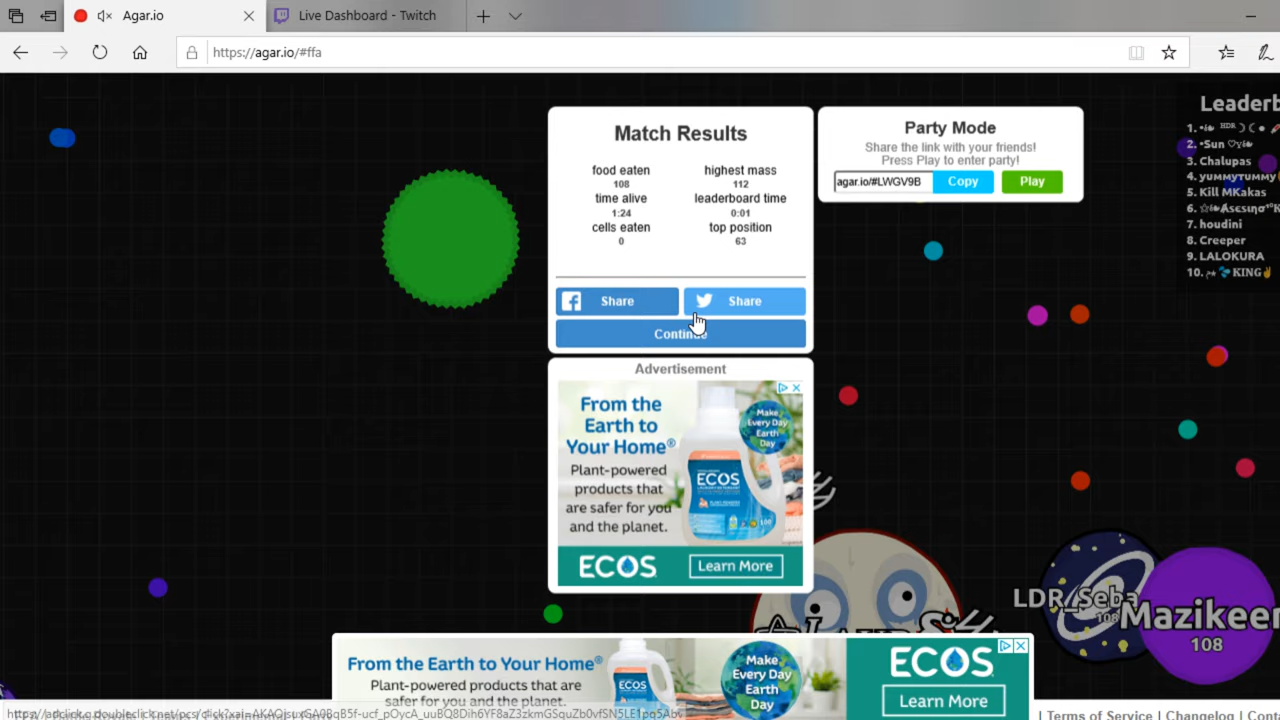 Agar.io
Live Dashboard - Twitch
https://agar.io/#ffa
Match Results
food eaten
108
highest mass
112
time alive
1:24
leaderboard time
0:01
cells eaten
0
top position
63
Share
Share
Continue
Party Mode
Share the link with your friends!
Press Play to enter party!
agar.io/#LWGV9B
Copy
Play
Leaderb
1.
2. •Sun
3. Chalupas
4. yummyrummy
5. Kill MKakas
6.
7. houdini
8. Creeper
9. LALOKURA
10. KING
Advertisement
From the
Earth to
Your Home®
Plant-powered
products that
are safer for you
and the planet.
Make
Every Day
Earth
Day
ECOS
ECOS
Learn More
LDR_Seba
108
Mazikeen
108
From the Earth to Your Home®
Plant-powered products that are
safer for you and the planet.
ECOS
Make
Every Day
Earth
Day
ECOS
Learn More
| Terms of Service | Changelog | Cont